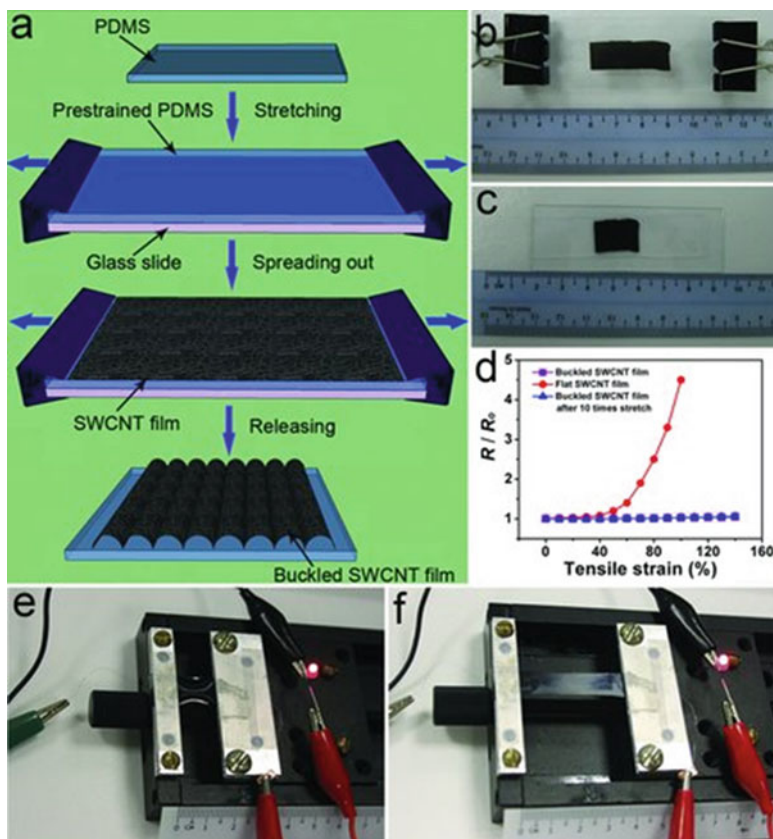 a
PDMS
Prestrained PDMS
Stretching
Glass slide
Spreading out
SWCNT film
Releasing
Buckled SWCNT film
b
c
d
5
4
3
2
1
R / R₀
Buckled SWCNT film
Flat SWCNT film
Buckled SWCNT film
after 10 times stretch
0 40 80 120 160
Tensile strain (%)
e
f